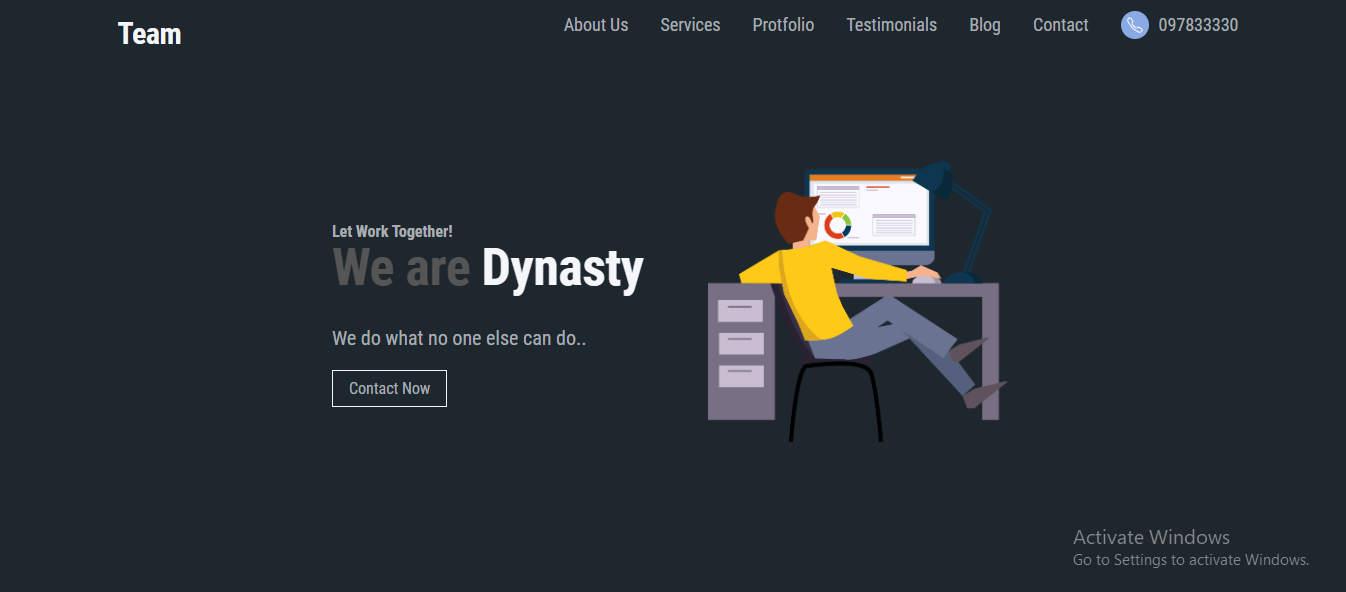 Team
About Us Services Protfolio Testimonials Blog Contact 097833330
Let Work Together!
We are Dynasty
We do what no one else can do..
Contact Now
Activate Windows
Go to Settings to activate Windows.